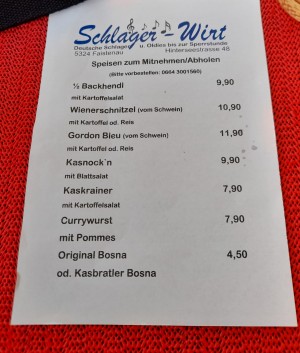 Schlager-Wirt
Deutsche Schlager u. Oldies bis zur Sperrstunde
5324 Faistenau Hinterseestrasse 48
Speisen zum Mitnehmen/Abholen
(Bitte vorbestellen: 0664 3001560)
½ Backhendl 9,90
mit Kartoffelsalat
Wienerschnitzel (vom Schwein) 10,90
mit Kartoffel od. Reis
Gordon Bleu (vom Schwein) 11,90
mit Kartoffel od. Reis
Kasnock`n 9,90
mit Blattsalat
Kaskrainer 7,90
mit Kartoffelsalat
Currywurst 7,90
mit Pommes
Original Bosna 4,50
od. Kasbratler Bosna